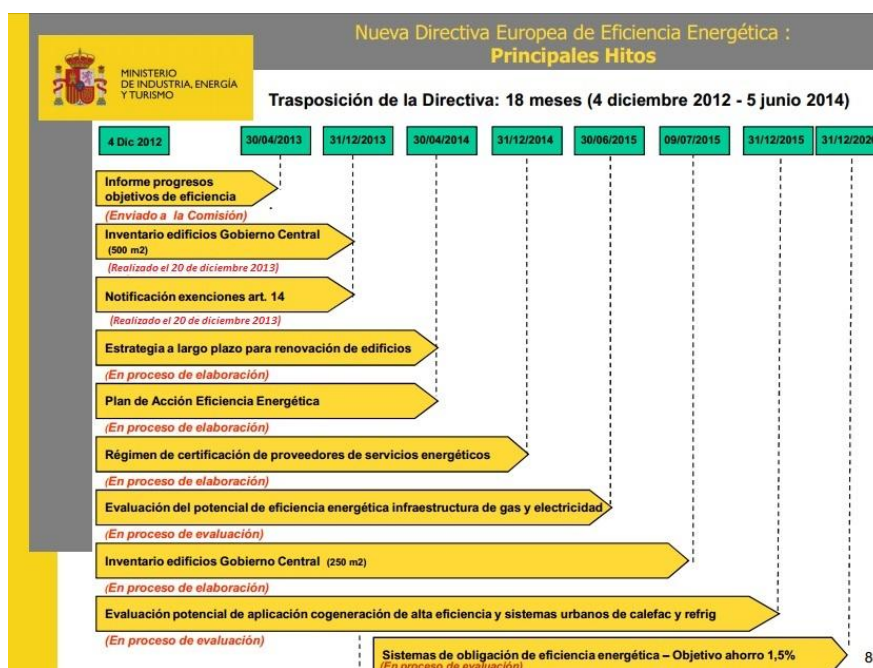 Nueva Directiva Europea de Eficiencia Energética :
Principales Hitos
MINISTERIO
DE INDUSTRIA, ENERGÍA
Y TURISMO
Trasposición de la Directiva: 18 meses (4 diciembre 2012 - 5 junio 2014)
4 Dic 2012
30/04/2013
31/12/2013
30/04/2014
31/12/2014
30/06/2015
09/07/2015
31/12/2015
31/12/2020
Informe progresos
objetivos de eficiencia
(Enviado a la Comisión)
Inventario edificios Gobierno Central
(500 m2)
(Realizado el 20 de diciembre 2013)
Notificación exenciones art. 14
(Realizado el 20 de diciembre 2013)
Estrategia a largo plazo para renovación de edificios
(En proceso de elaboración)
Plan de Acción Eficiencia Energética
(En proceso de elaboración)
Régimen de certificación de proveedores de servicios energéticos
(En proceso de elaboración)
Evaluación del potencial de eficiencia energética infraestructura de gas y electricidad
(En proceso de evaluación)
Inventario edificios Gobierno Central (250 m2)
(En proceso de elaboración)
Evaluación potencial de aplicación cogeneración de alta eficiencia y sistemas urbanos de calefac y refrig
(En proceso de evaluación)
Sistemas de obligación de eficiencia energética – Objetivo ahorro 1,5%
(En proceso de evaluación)
8